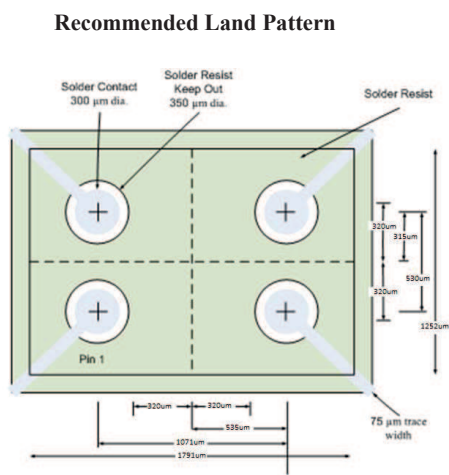 Recommended Land Pattern
Solder Contact
300 µm dia.
Solder Resist
Keep Out
350 µm dia.
Solder Resist
320um
315um
530um
320um
1252um
Pin 1
320um
320um
535um
1071um
1791um
75 µm trace
width